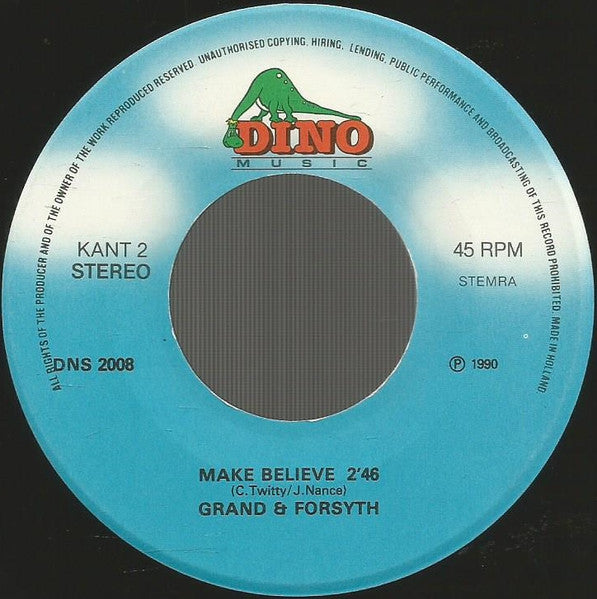 ALL RIGHTS OF THE PRODUCER AND OF THE OWNER OF THE WORK REPRODUCED RESERVED. UNAUTHORISED COPYING, HIRING, LENDING, PUBLIC PERFORMANCE AND BROADCASTING OF THIS RECORD PROHIBITED. MADE IN HOLLAND
DINO
MUSIC
KANT 2
STEREO
45 RPM
STEMRA
DNS 2008
℗ 1990
MAKE BELIEVE 2'46
(C.Twitty/J.Nance)
GRAND & FORSYTH